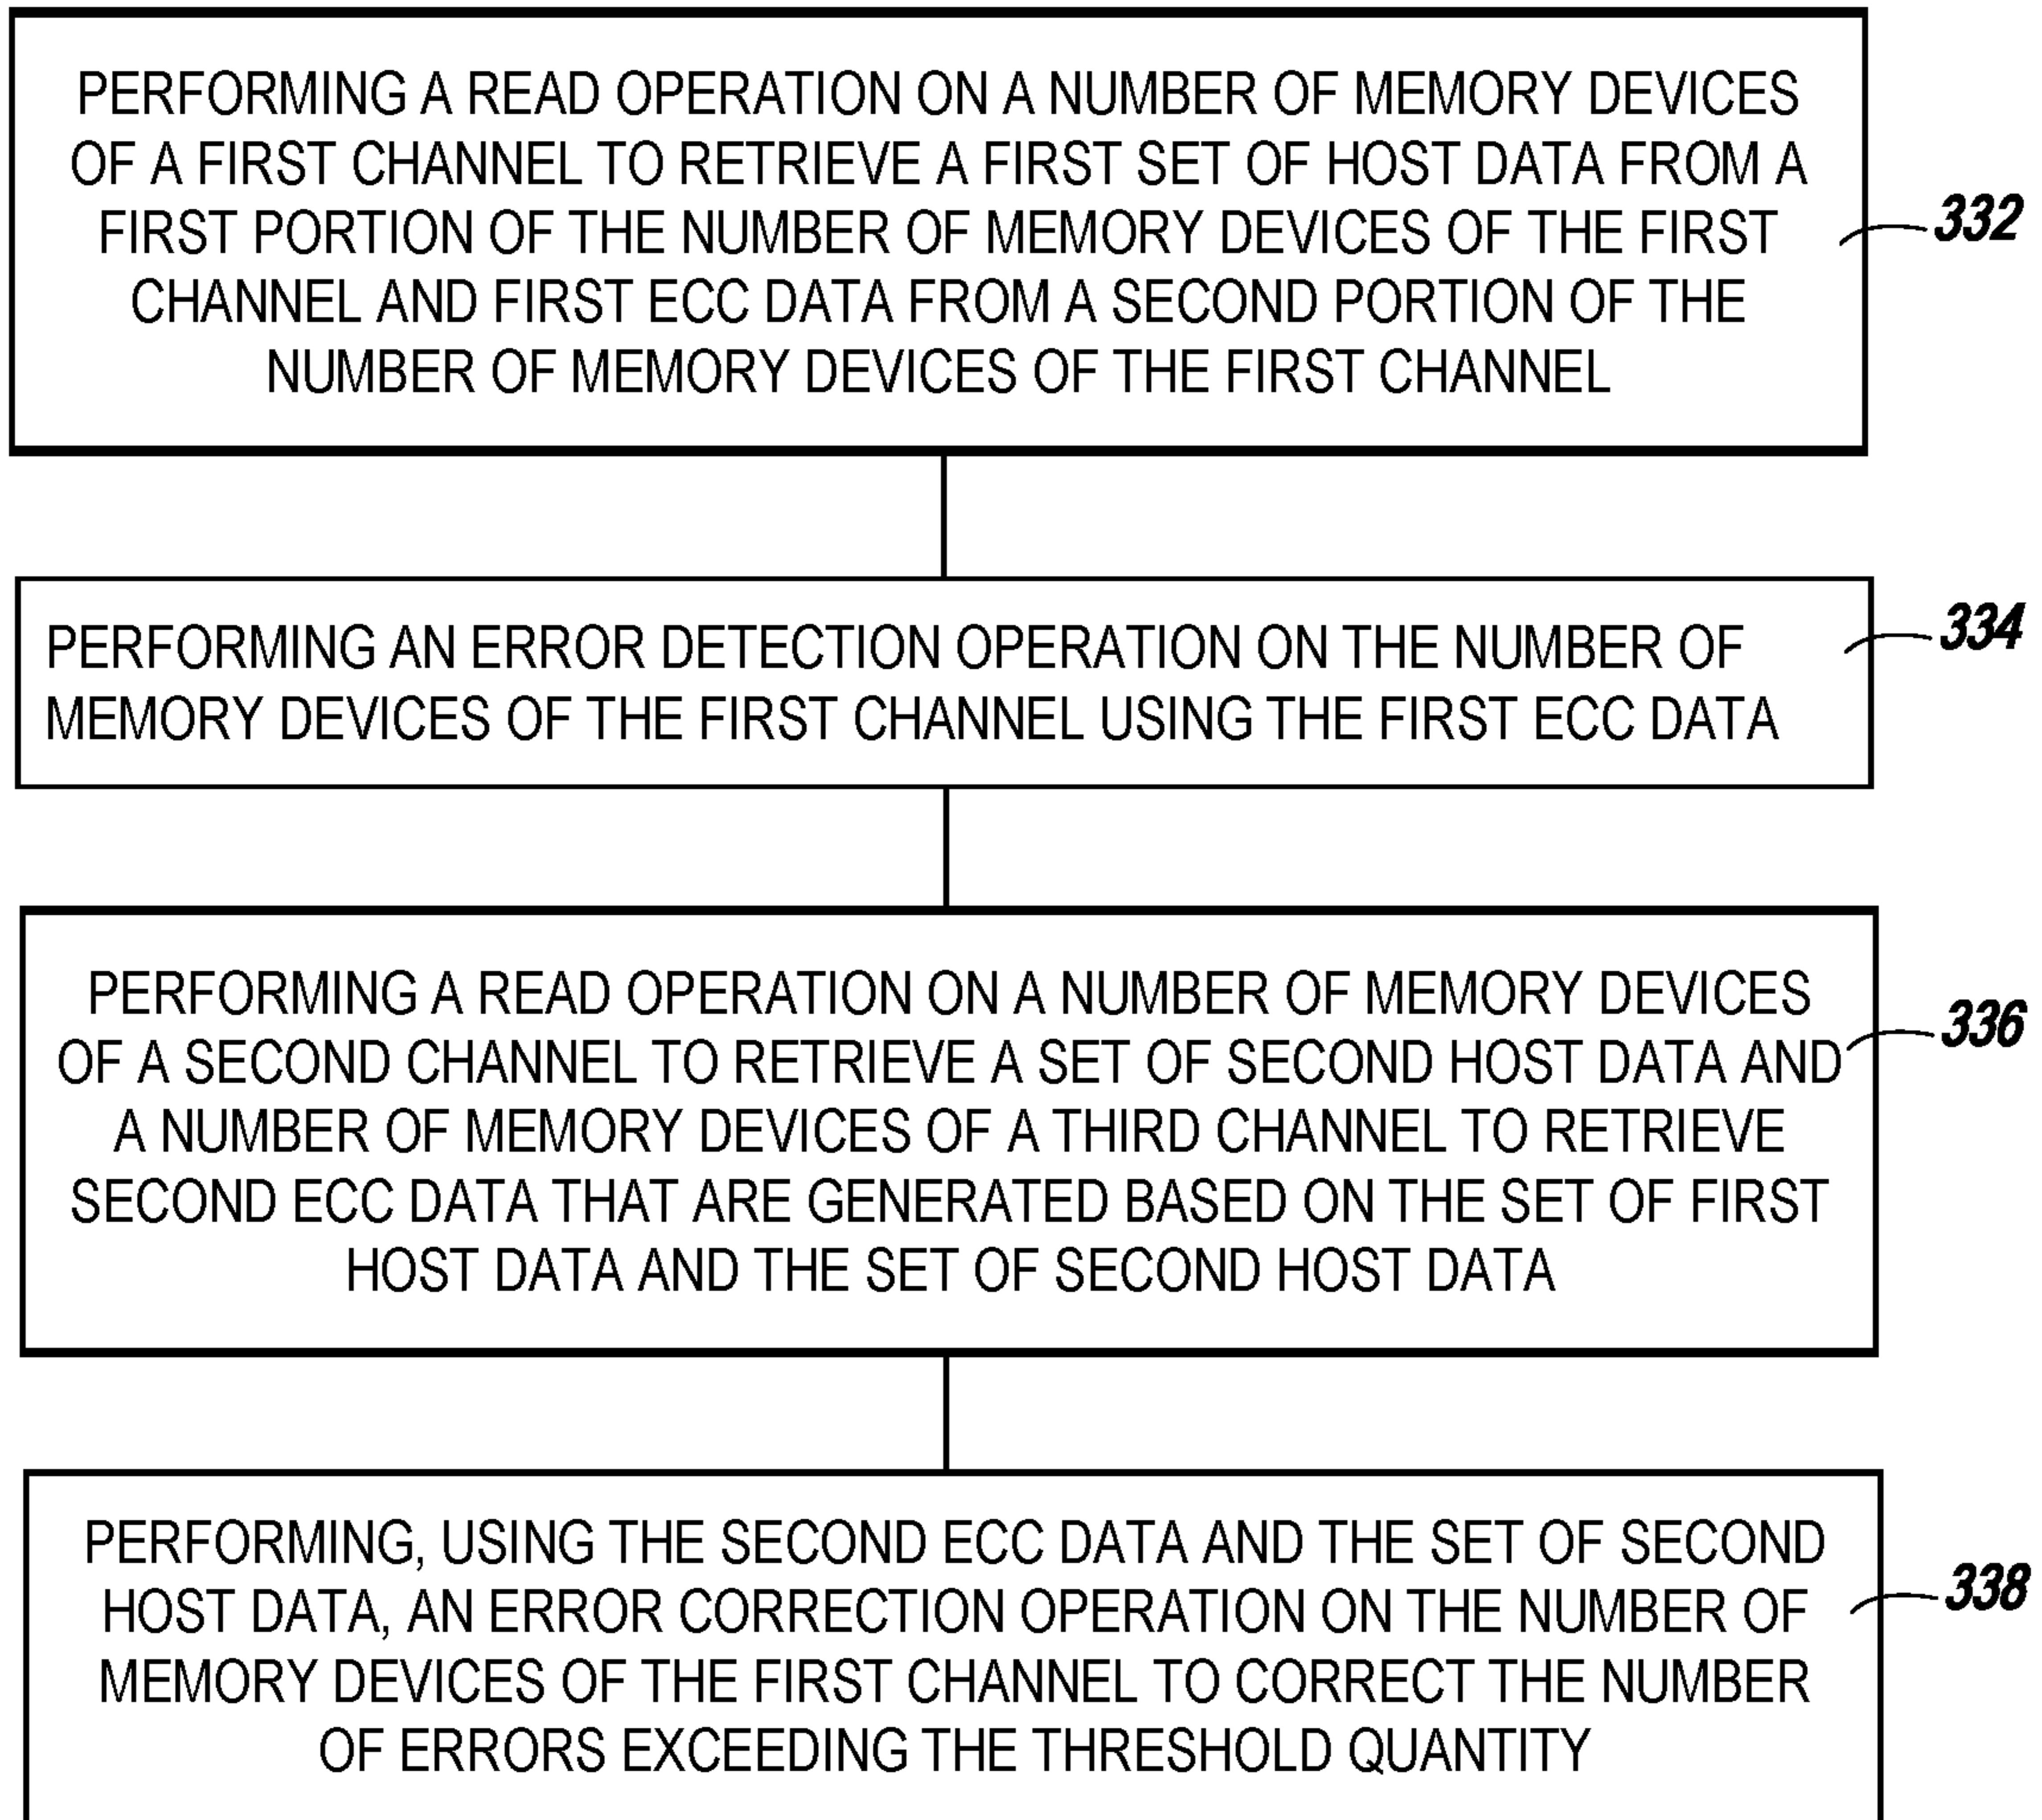 PERFORMING A READ OPERATION ON A NUMBER OF MEMORY DEVICES
OF A FIRST CHANNEL TO RETRIEVE A FIRST SET OF HOST DATA FROM A
FIRST PORTION OF THE NUMBER OF MEMORY DEVICES OF THE FIRST
CHANNEL AND FIRST ECC DATA FROM A SECOND PORTION OF THE
NUMBER OF MEMORY DEVICES OF THE FIRST CHANNEL
332
PERFORMING AN ERROR DETECTION OPERATION ON THE NUMBER OF
MEMORY DEVICES OF THE FIRST CHANNEL USING THE FIRST ECC DATA
334
PERFORMING A READ OPERATION ON A NUMBER OF MEMORY DEVICES
OF A SECOND CHANNEL TO RETRIEVE A SET OF SECOND HOST DATA AND
A NUMBER OF MEMORY DEVICES OF A THIRD CHANNEL TO RETRIEVE
SECOND ECC DATA THAT ARE GENERATED BASED ON THE SET OF FIRST
HOST DATA AND THE SET OF SECOND HOST DATA
336
PERFORMING, USING THE SECOND ECC DATA AND THE SET OF SECOND
HOST DATA, AN ERROR CORRECTION OPERATION ON THE NUMBER OF
MEMORY DEVICES OF THE FIRST CHANNEL TO CORRECT THE NUMBER
OF ERRORS EXCEEDING THE THRESHOLD QUANTITY
338